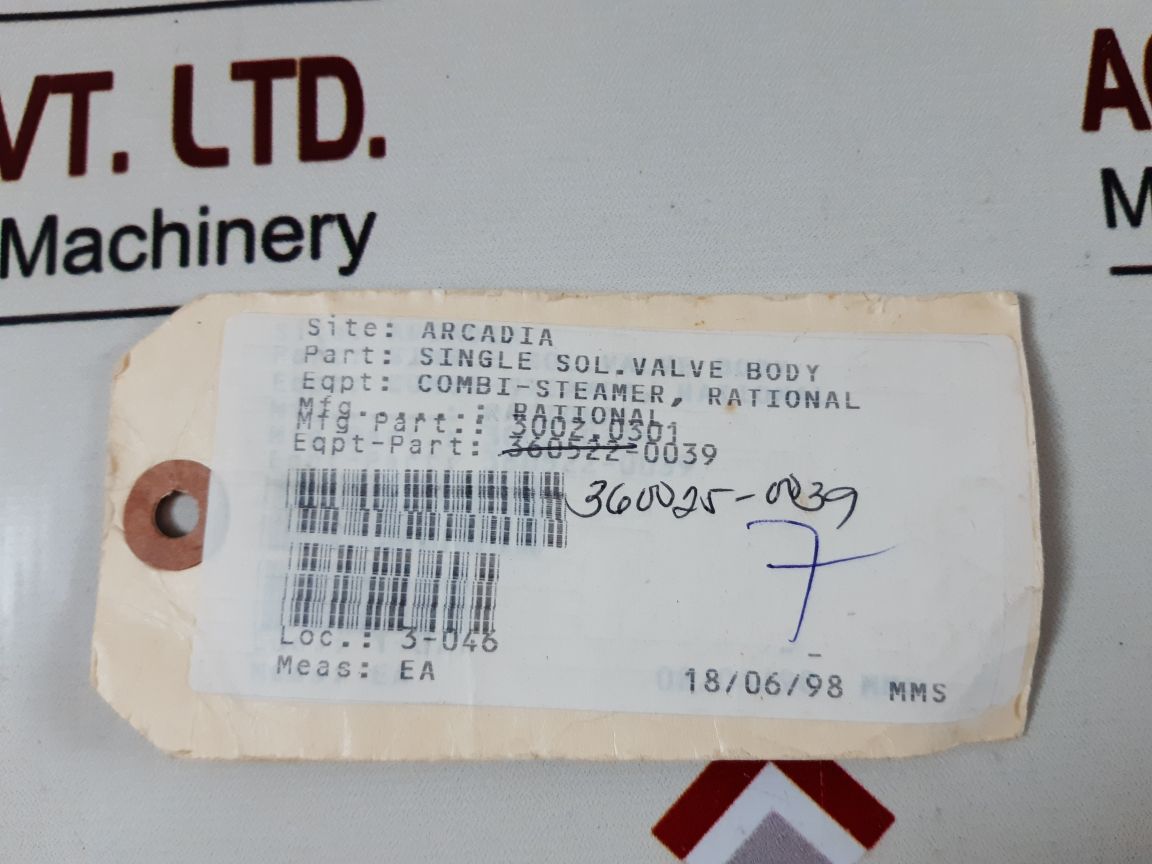 VT. LTD.
Machinery
A
M
Site: ARCADIA
Part: SINGLE SOL.VALVE BODY
Eqpt: COMBI-STEAMER, RATIONAL
Mfg.......: RATIONAL
Mfg Part.: 3002.0301
Eqpt-Part: 360522-0039
360025-0039
7
Loc.: 3-046
Meas: EA
18/06/98 MMS